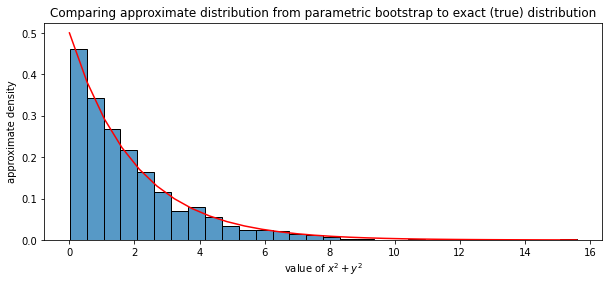 Comparing approximate distribution from parametric bootstrap to exact (true) distribution
approximate density
0.5
0.4
0.3
0.2
0.1
0.0
0 2 4 6 8 10 12 14 16
value of x² + y²